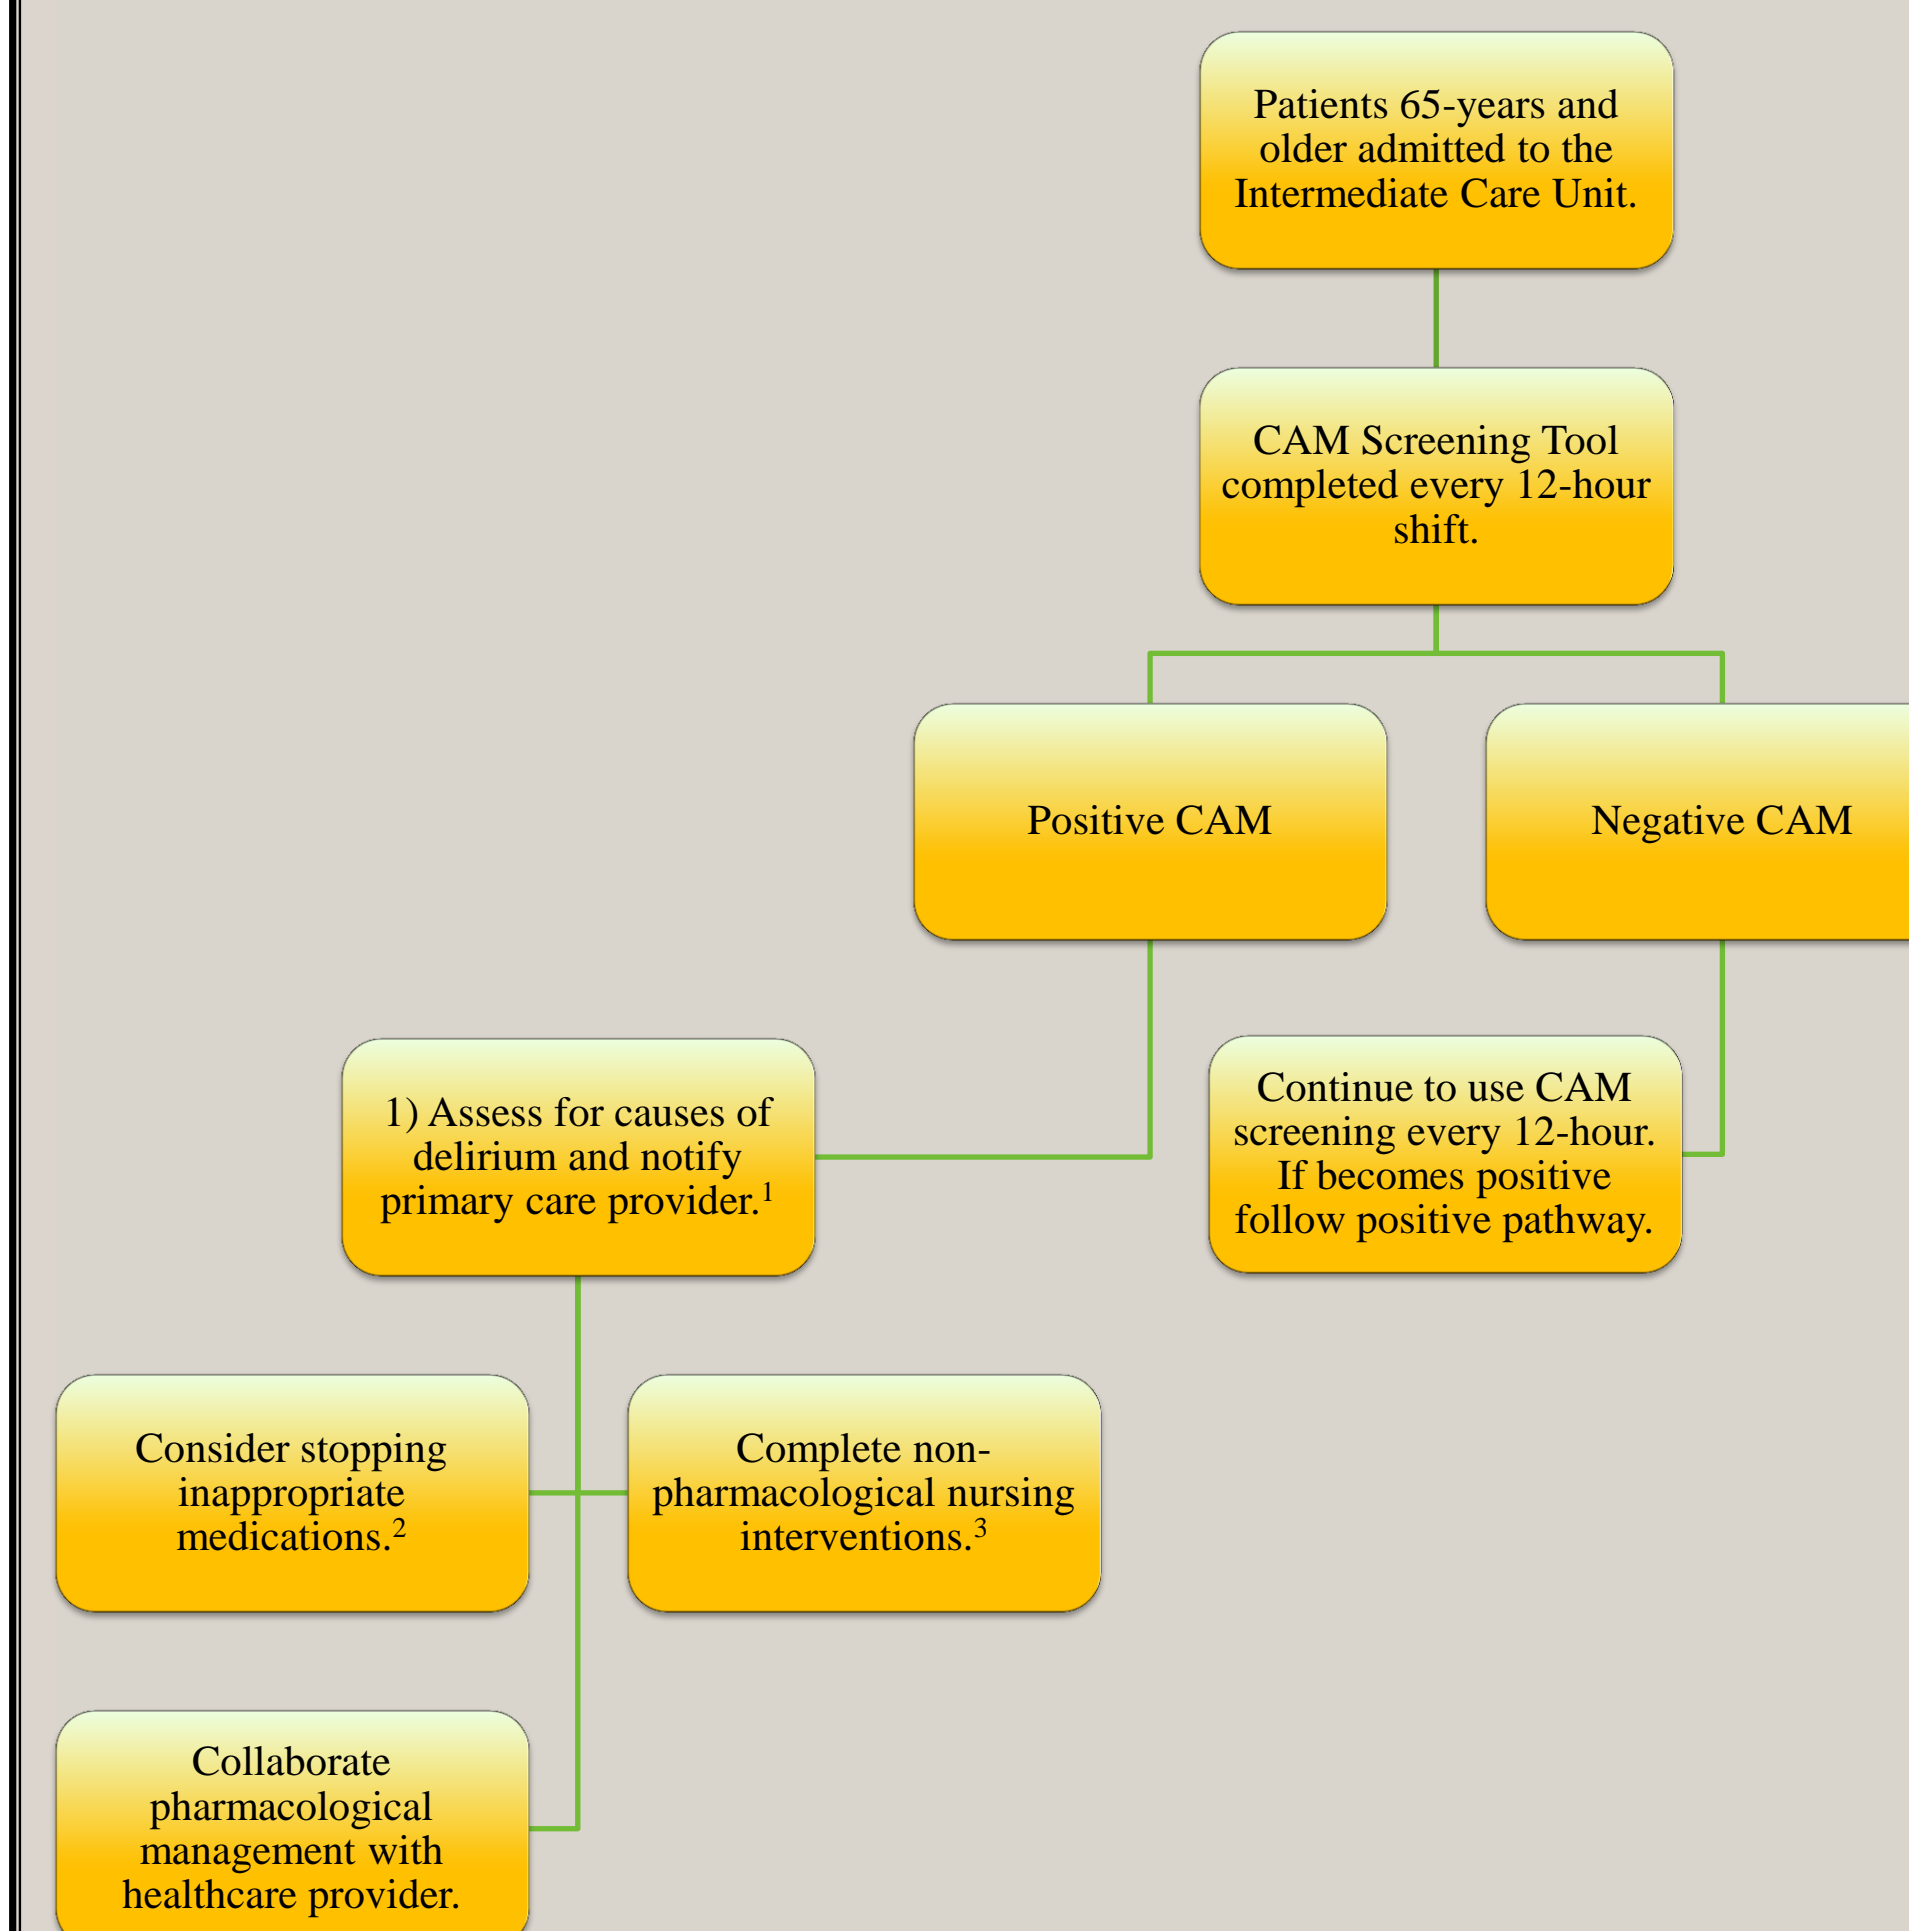 Patients 65-years and
older admitted to the
Intermediate Care Unit.
CAM Screening Tool
completed every 12-hour
shift.
Positive CAM
Negative CAM
1) Assess for causes of
delirium and notify
primary care provider.¹
Continue to use CAM
screening every 12-hour.
If becomes positive
follow positive pathway.
Consider stopping
inappropriate
medications.²
Complete non-
pharmacological nursing
interventions.³
Collaborate
pharmacological
management with
healthcare provider.